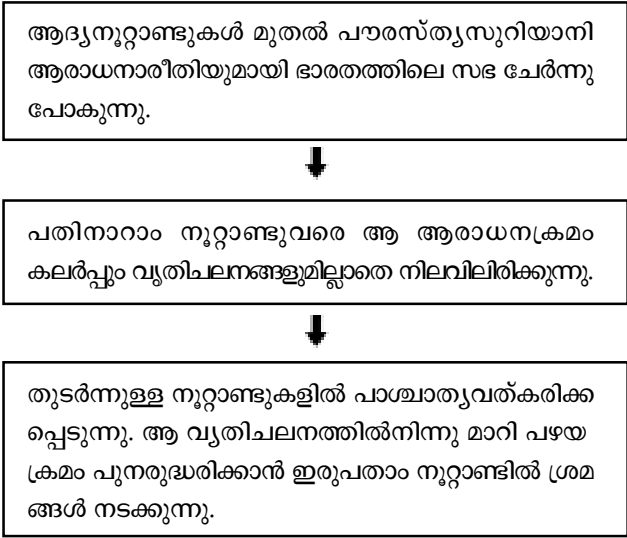 ആദ്യനൂറ്റാണ്ടുകൾ മുതൽ പൗരസ്ത്യസുറിയാനി
ആരാധനാരീതിയുമായി ഭാരതത്തിലെ സഭ ചേർന്നു
പോകുന്നു.
പതിനാറാം നൂറ്റാണ്ടുവരെ ആ ആരാധനക്രമം
കലർപ്പും വൃതിചലനങ്ങളുമില്ലാതെ നിലവിലിരിക്കുന്നു.
തുടർന്നുള്ള നൂറ്റാണ്ടുകളിൽ പാശ്ചാത്യവത്കരിക്ക
പ്പെടുന്നു. ആ വ്യതിചലനത്തിൽനിന്നു മാറി പഴയ
ക്രമം പുനരുദ്ധരിക്കാൻ ഇരുപതാം നൂറ്റാണ്ടിൽ ശ്രമ
ങ്ങൾ നടക്കുന്നു.